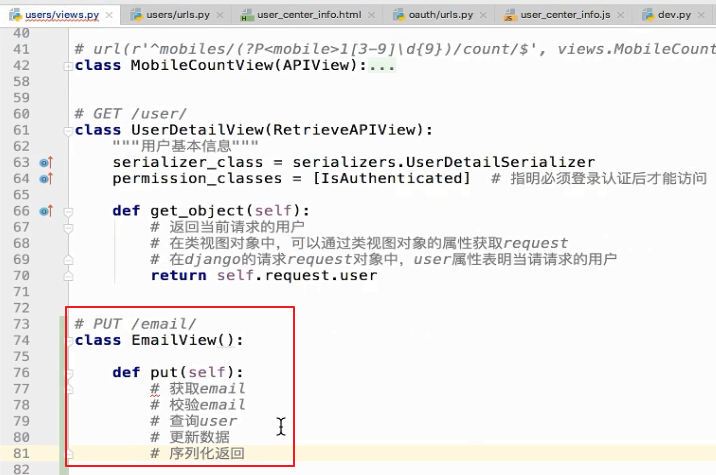 users/views.py × users/urls.py × user_center_info.html × oauth/urls.py × user_center_info.js × dev.py ×
40
41 # url(r'^mobiles/(?P<mobile>1[3-9]\d{9})/count/$', views.MobileCount
42 class MobileCountView(APIView):...
58
59
60 # GET /user/
61 class UserDetailView(RetrieveAPIView):
62 """用户基本信息"""
63 serializer_class = serializers.UserDetailSerializer
64 permission_classes = [IsAuthenticated] # 指明必须登录认证后才能访问
65
66 def get_object(self):
67 # 返回当前请求的用户
68 # 在类视图对象中，可以通过类视图对象的属性获取request
69 # 在django的请求request对象中，user属性表明当请请求的用户
70 return self.request.user
71
72
73 # PUT /email/
74 class EmailView():
75
76 def put(self):
77 # 获取email
78 # 校验email
79 # 查询user
80 # 更新数据
81 # 序列化返回
82